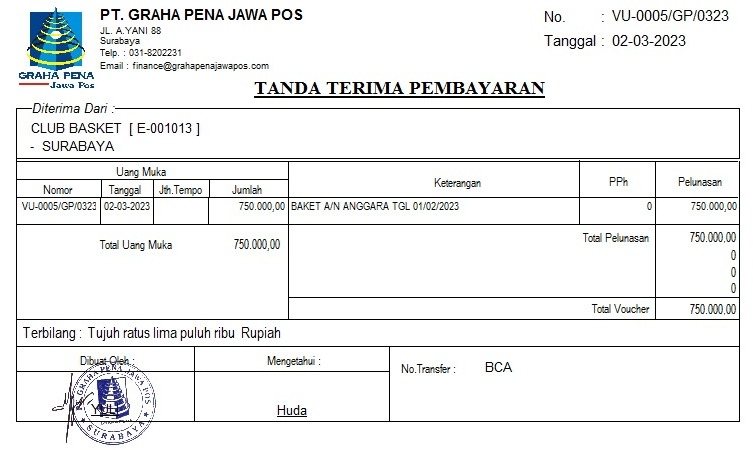 GRAHA PENA
Jawa Pos
PT. GRAHA PENA JAWA POS
JL. A.YANI 88
Surabaya
Telp. : 031-8202231
Email : finance@grahapenajawapos.com
No. : VU-0005/GP/0323
Tanggal : 02-03-2023
TANDA TERIMA PEMBAYARAN
Diterima Dari :
CLUB BASKET [ E-001013 ]
- SURABAYA
Uang Muka Keterangan PPh Pelunasan
Nomor Tanggal Jth.Tempo Jumlah
VU-0005/GP/0323 02-03-2023 750.000,00 BAKET A/N ANGGARA TGL 01/02/2023 0 750.000,00
Total Uang Muka 750.000,00 Total Pelunasan 750.000,00
0
0
0
Total Voucher 750.000,00
Terbilang : Tujuh ratus lima puluh ribu Rupiah
Dibuat Oleh : Mengetahui : No.Transfer : BCA
PT. GRAHA PENA JAWA POS
SURABAYA
Huda